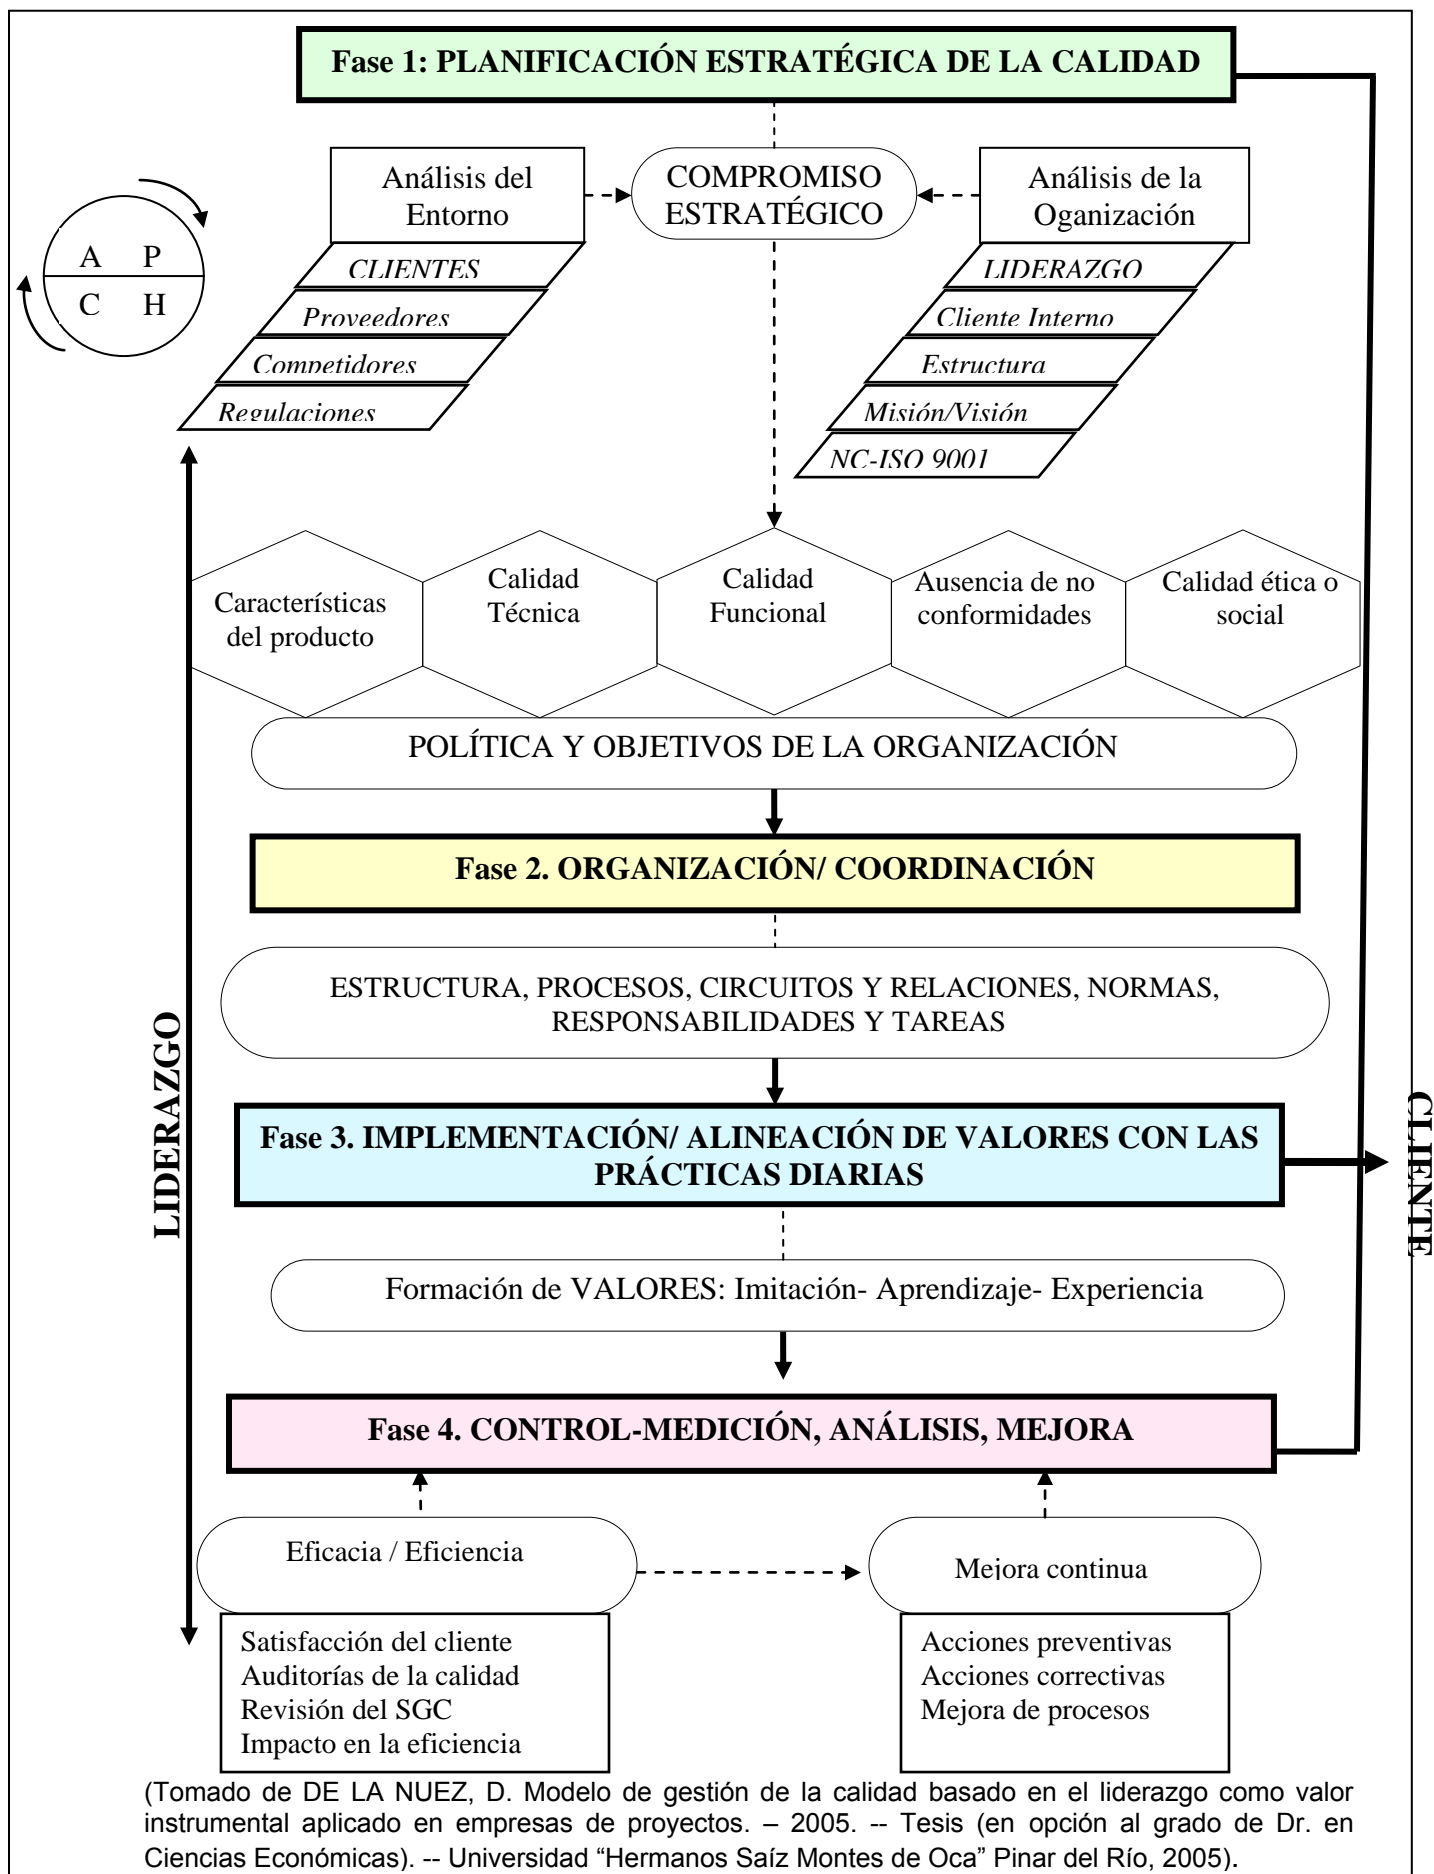 Fase 1: PLANIFICACIÓN ESTRATÉGICA DE LA CALIDAD
Análisis del
Entorno
COMPROMISO
ESTRATÉGICO
Análisis de la
Oganización
A P
C H
CLIENTES
Proveedores
Competidores
Regulaciones
LIDERAZGO
Cliente Interno
Estructura
Misión/Visión
NC-ISO 9001
Características
del producto
Calidad
Técnica
Calidad
Funcional
Ausencia de no
conformidades
Calidad ética o
social
POLÍTICA Y OBJETIVOS DE LA ORGANIZACIÓN
Fase 2. ORGANIZACIÓN/ COORDINACIÓN
ESTRUCTURA, PROCESOS, CIRCUITOS Y RELACIONES, NORMAS,
RESPONSABILIDADES Y TAREAS
LIDERAZGO
CLIENTE
Fase 3. IMPLEMENTACIÓN/ ALINEACIÓN DE VALORES CON LAS
PRÁCTICAS DIARIAS
Formación de VALORES: Imitación- Aprendizaje- Experiencia
Fase 4. CONTROL-MEDICIÓN, ANÁLISIS, MEJORA
Eficacia / Eficiencia
Mejora continua
Satisfacción del cliente
Auditorías de la calidad
Revisión del SGC
Impacto en la eficiencia
Acciones preventivas
Acciones correctivas
Mejora de procesos
(Tomado de DE LA NUEZ, D. Modelo de gestión de la calidad basado en el liderazgo como valor
instrumental aplicado en empresas de proyectos. – 2005. -- Tesis (en opción al grado de Dr. en
Ciencias Económicas). -- Universidad “Hermanos Saíz Montes de Oca” Pinar del Río, 2005).